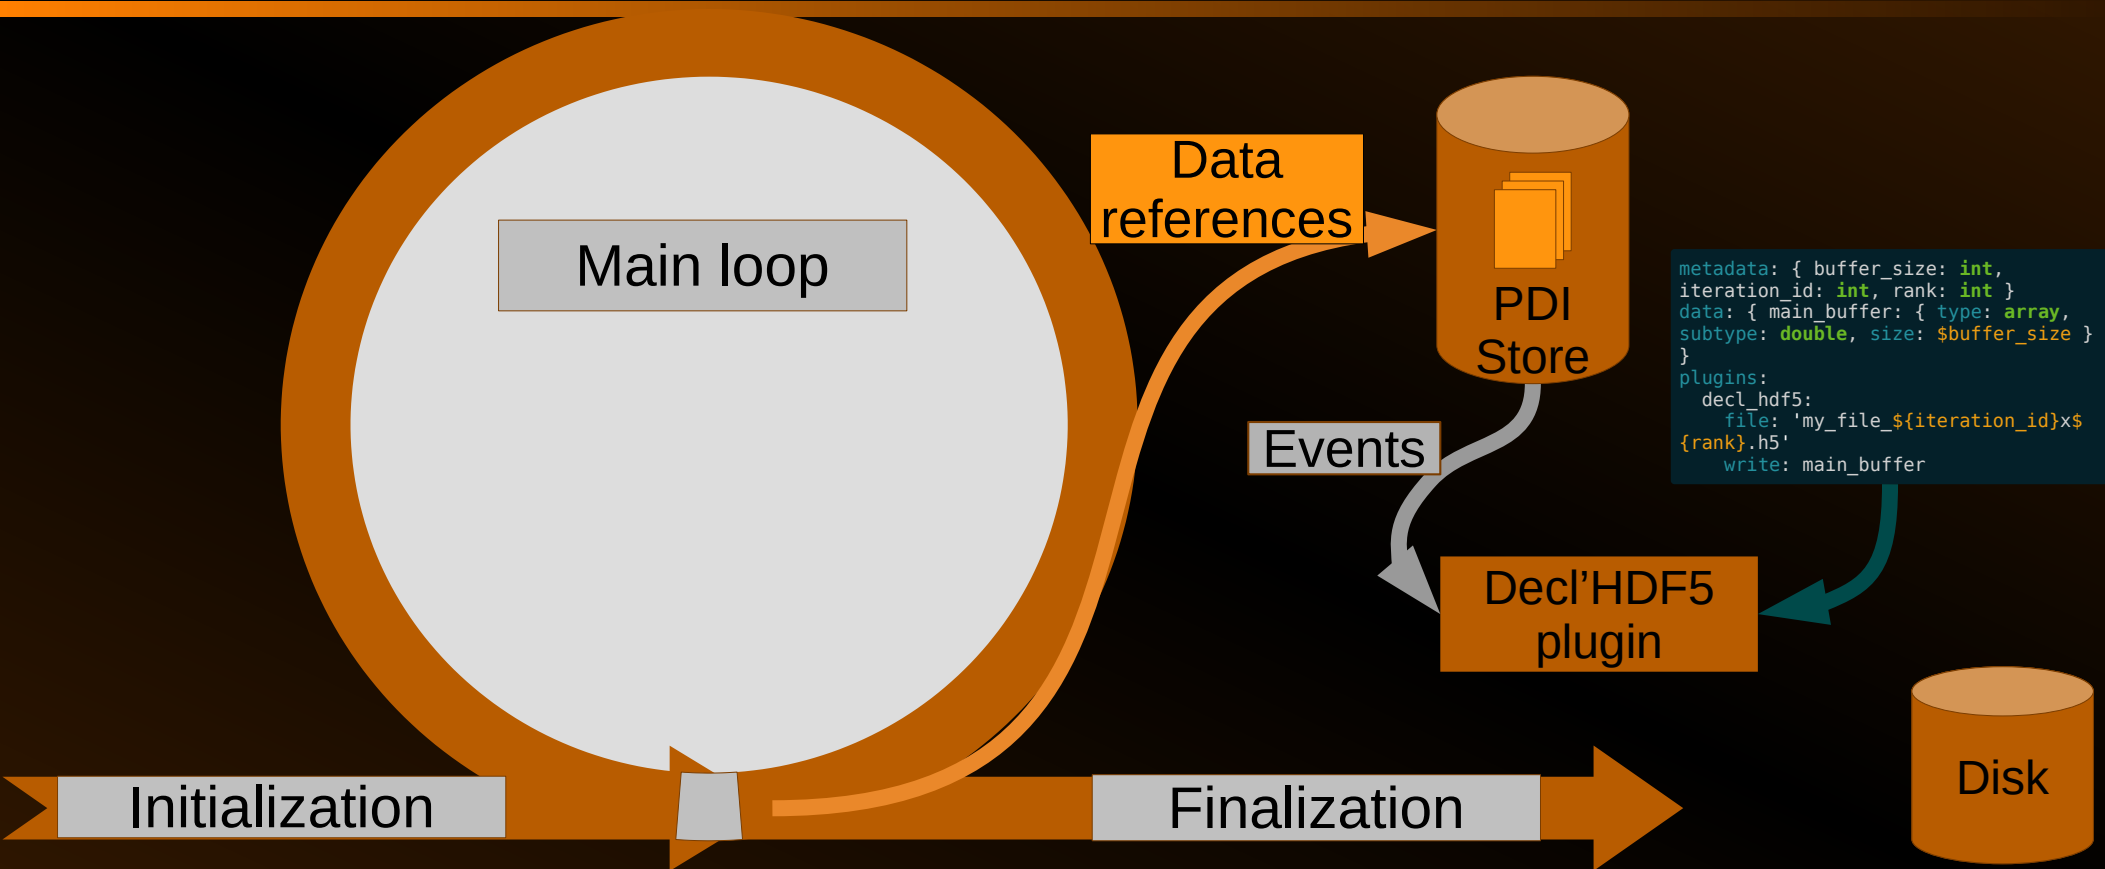 Main loop
Data
references
PDI
Store
metadata: { buffer_size: int,
iteration_id: int, rank: int }
data: { main_buffer: { type: array,
subtype: double, size: $buffer_size }
}
plugins:
  decl_hdf5:
    file: 'my_file_${iteration_id}x$
{rank}.h5'
    write: main_buffer
Events
Decl’HDF5
plugin
Disk
Initialization
Finalization